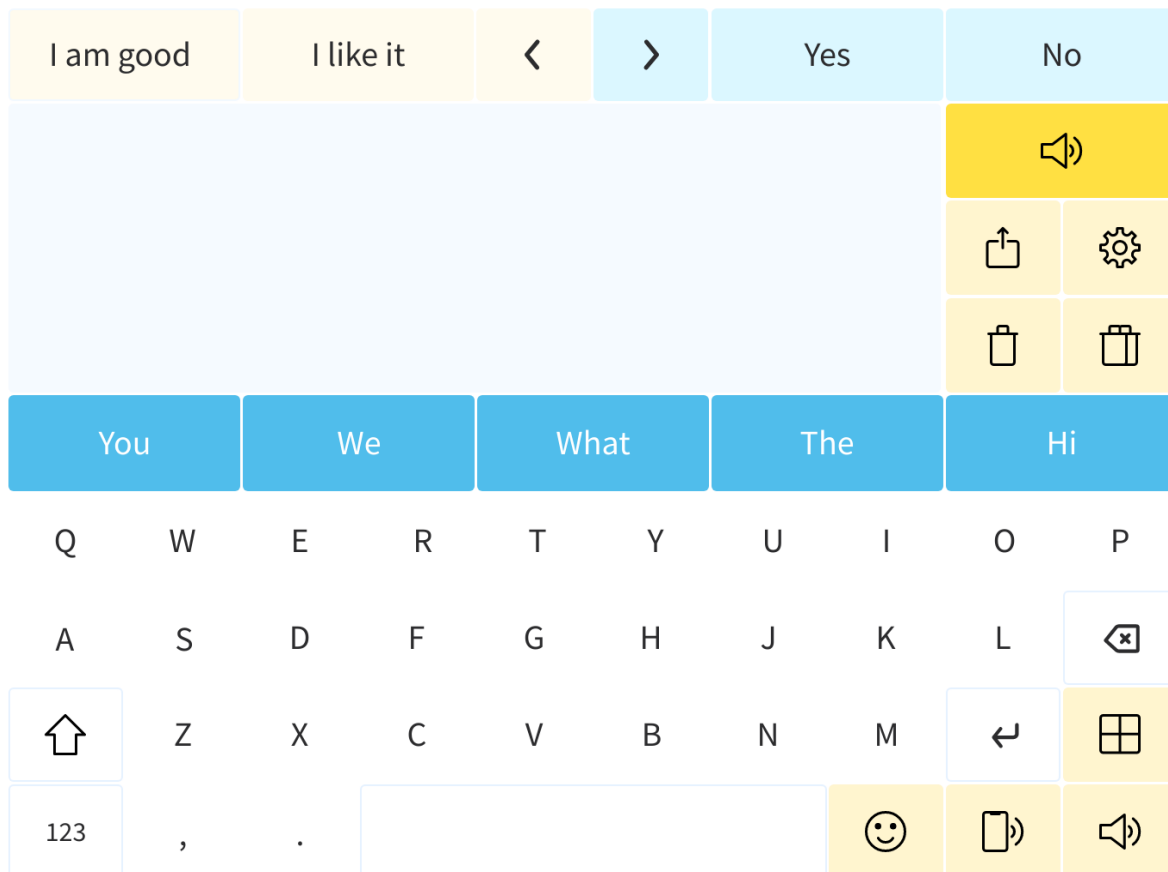 I am good I like it Yes No
You We What The Hi
Q W E R T Y U I O P
A S D F G H J K L
Z X C V B N M
123 , .